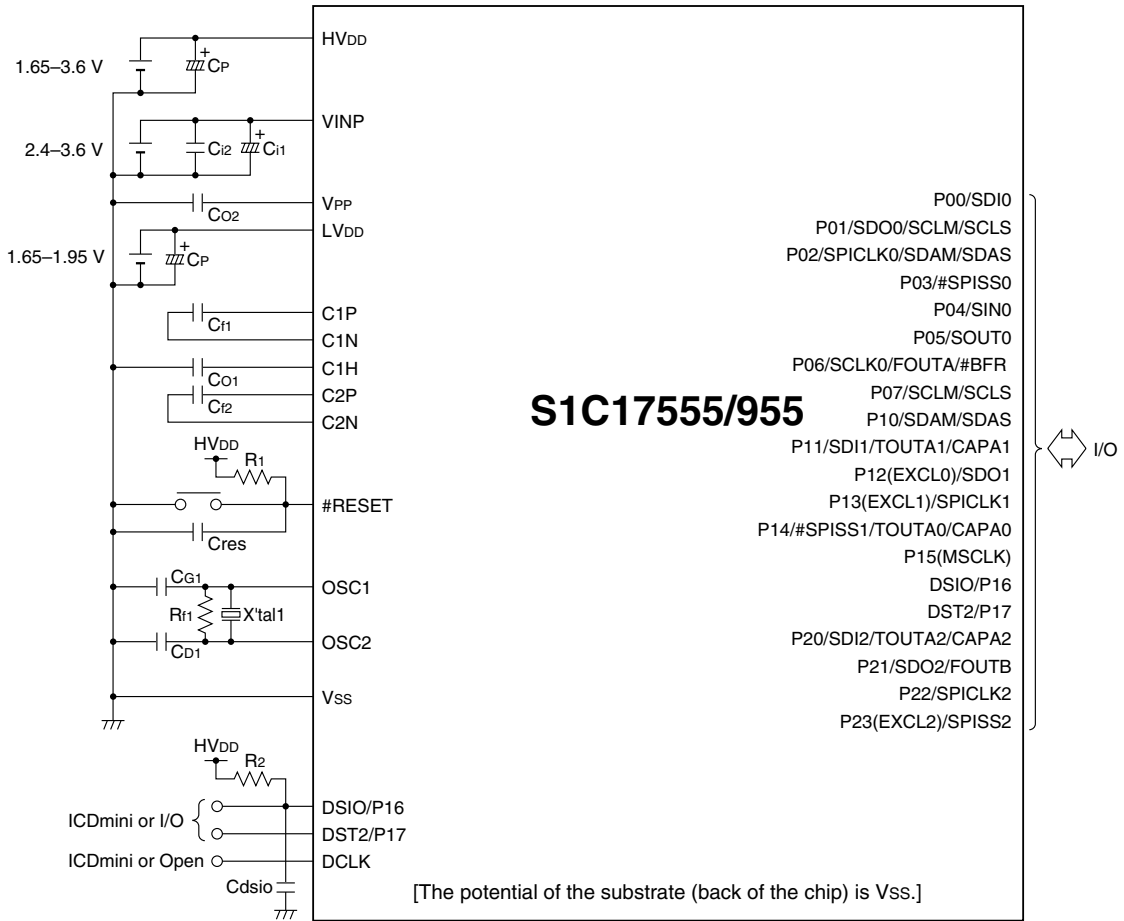 HVDD
1.65–3.6 V
+
CP
VINP
2.4–3.6 V
+
Ci2
Ci1
VPP
CO2
LVDD
1.65–1.95 V
+
CP
C1P
Cf1
C1N
C1H
CO1
C2P
Cf2
C2N
HVDD
R1
#RESET
Cres
CG1
OSC1
Rf1
X'tal1
OSC2
CD1
VSS
HVDD
R2
DSIO/P16
ICDmini or I/O
DST2/P17
ICDmini or Open
DCLK
Cdsio
S1C17555/955
P00/SDI0
P01/SDO0/SCLM/SCLS
P02/SPICLK0/SDAM/SDAS
P03/#SPISS0
P04/SIN0
P05/SOUT0
P06/SCLK0/FOUTA/#BFR
P07/SCLM/SCLS
P10/SDAM/SDAS
P11/SDI1/TOUTA1/CAPA1
P12(EXCL0)/SDO1
P13(EXCL1)/SPICLK1
P14/#SPISS1/TOUTA0/CAPA0
P15(MSCLK)
DSIO/P16
DST2/P17
P20/SDI2/TOUTA2/CAPA2
P21/SDO2/FOUTB
P22/SPICLK2
P23(EXCL2)/SPISS2
I/O
[The potential of the substrate (back of the chip) is VSS.]